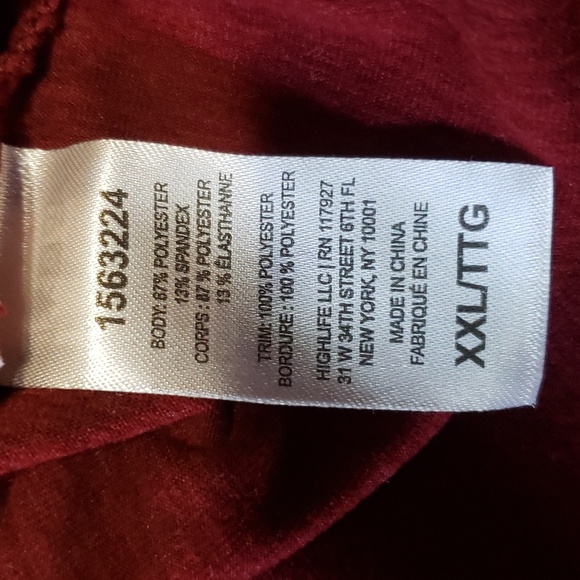 1563224
BODY: 87% POLYESTER
13% SPANDEX
CORPS : 87 % POLYESTER
13 % ÉLASTHANNE
TRIM: 100% POLYESTER
BORDURE : 100 % POLYESTER
HIGHLIFE LLC | RN 117927
31 W 34TH STREET 6TH FL
NEW YORK, NY 10001
MADE IN CHINA
FABRIQUÉ EN CHINE
XXL/TTG